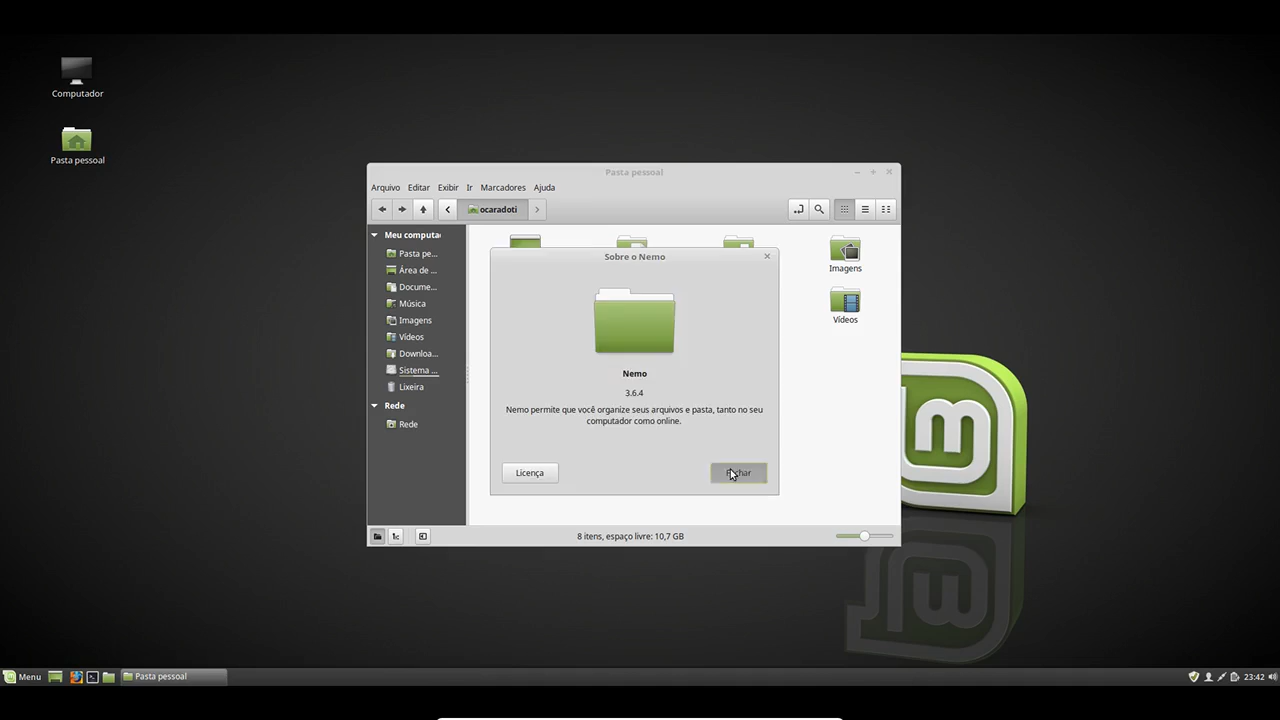 Computador
Pasta pessoal
Pasta pessoal
Arquivo Editar Exibir Ir Marcadores Ajuda
ocaradoti
Meu computa
Pasta pe...
Área de ...
Docume...
Música
Imagens
Vídeos
Downloa...
Sistema ...
Lixeira
Rede
Rede
Imagens
Vídeos
Sobre o Nemo
Nemo
3.6.4
Nemo permite que você organize seus arquivos e pasta, tanto no seu
computador como online.
Licença
Fechar
8 itens, espaço livre: 10,7 GB
Menu
Pasta pessoal
23:42